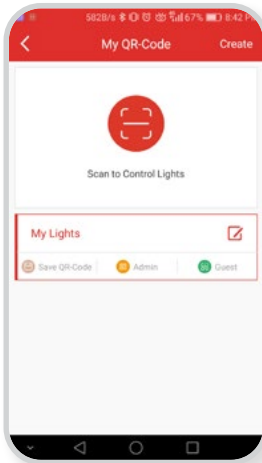 582B/s 67% 8:42 P
My QR-Code Create
Scan to Control Lights
My Lights
Save QR-Code Admin Guest